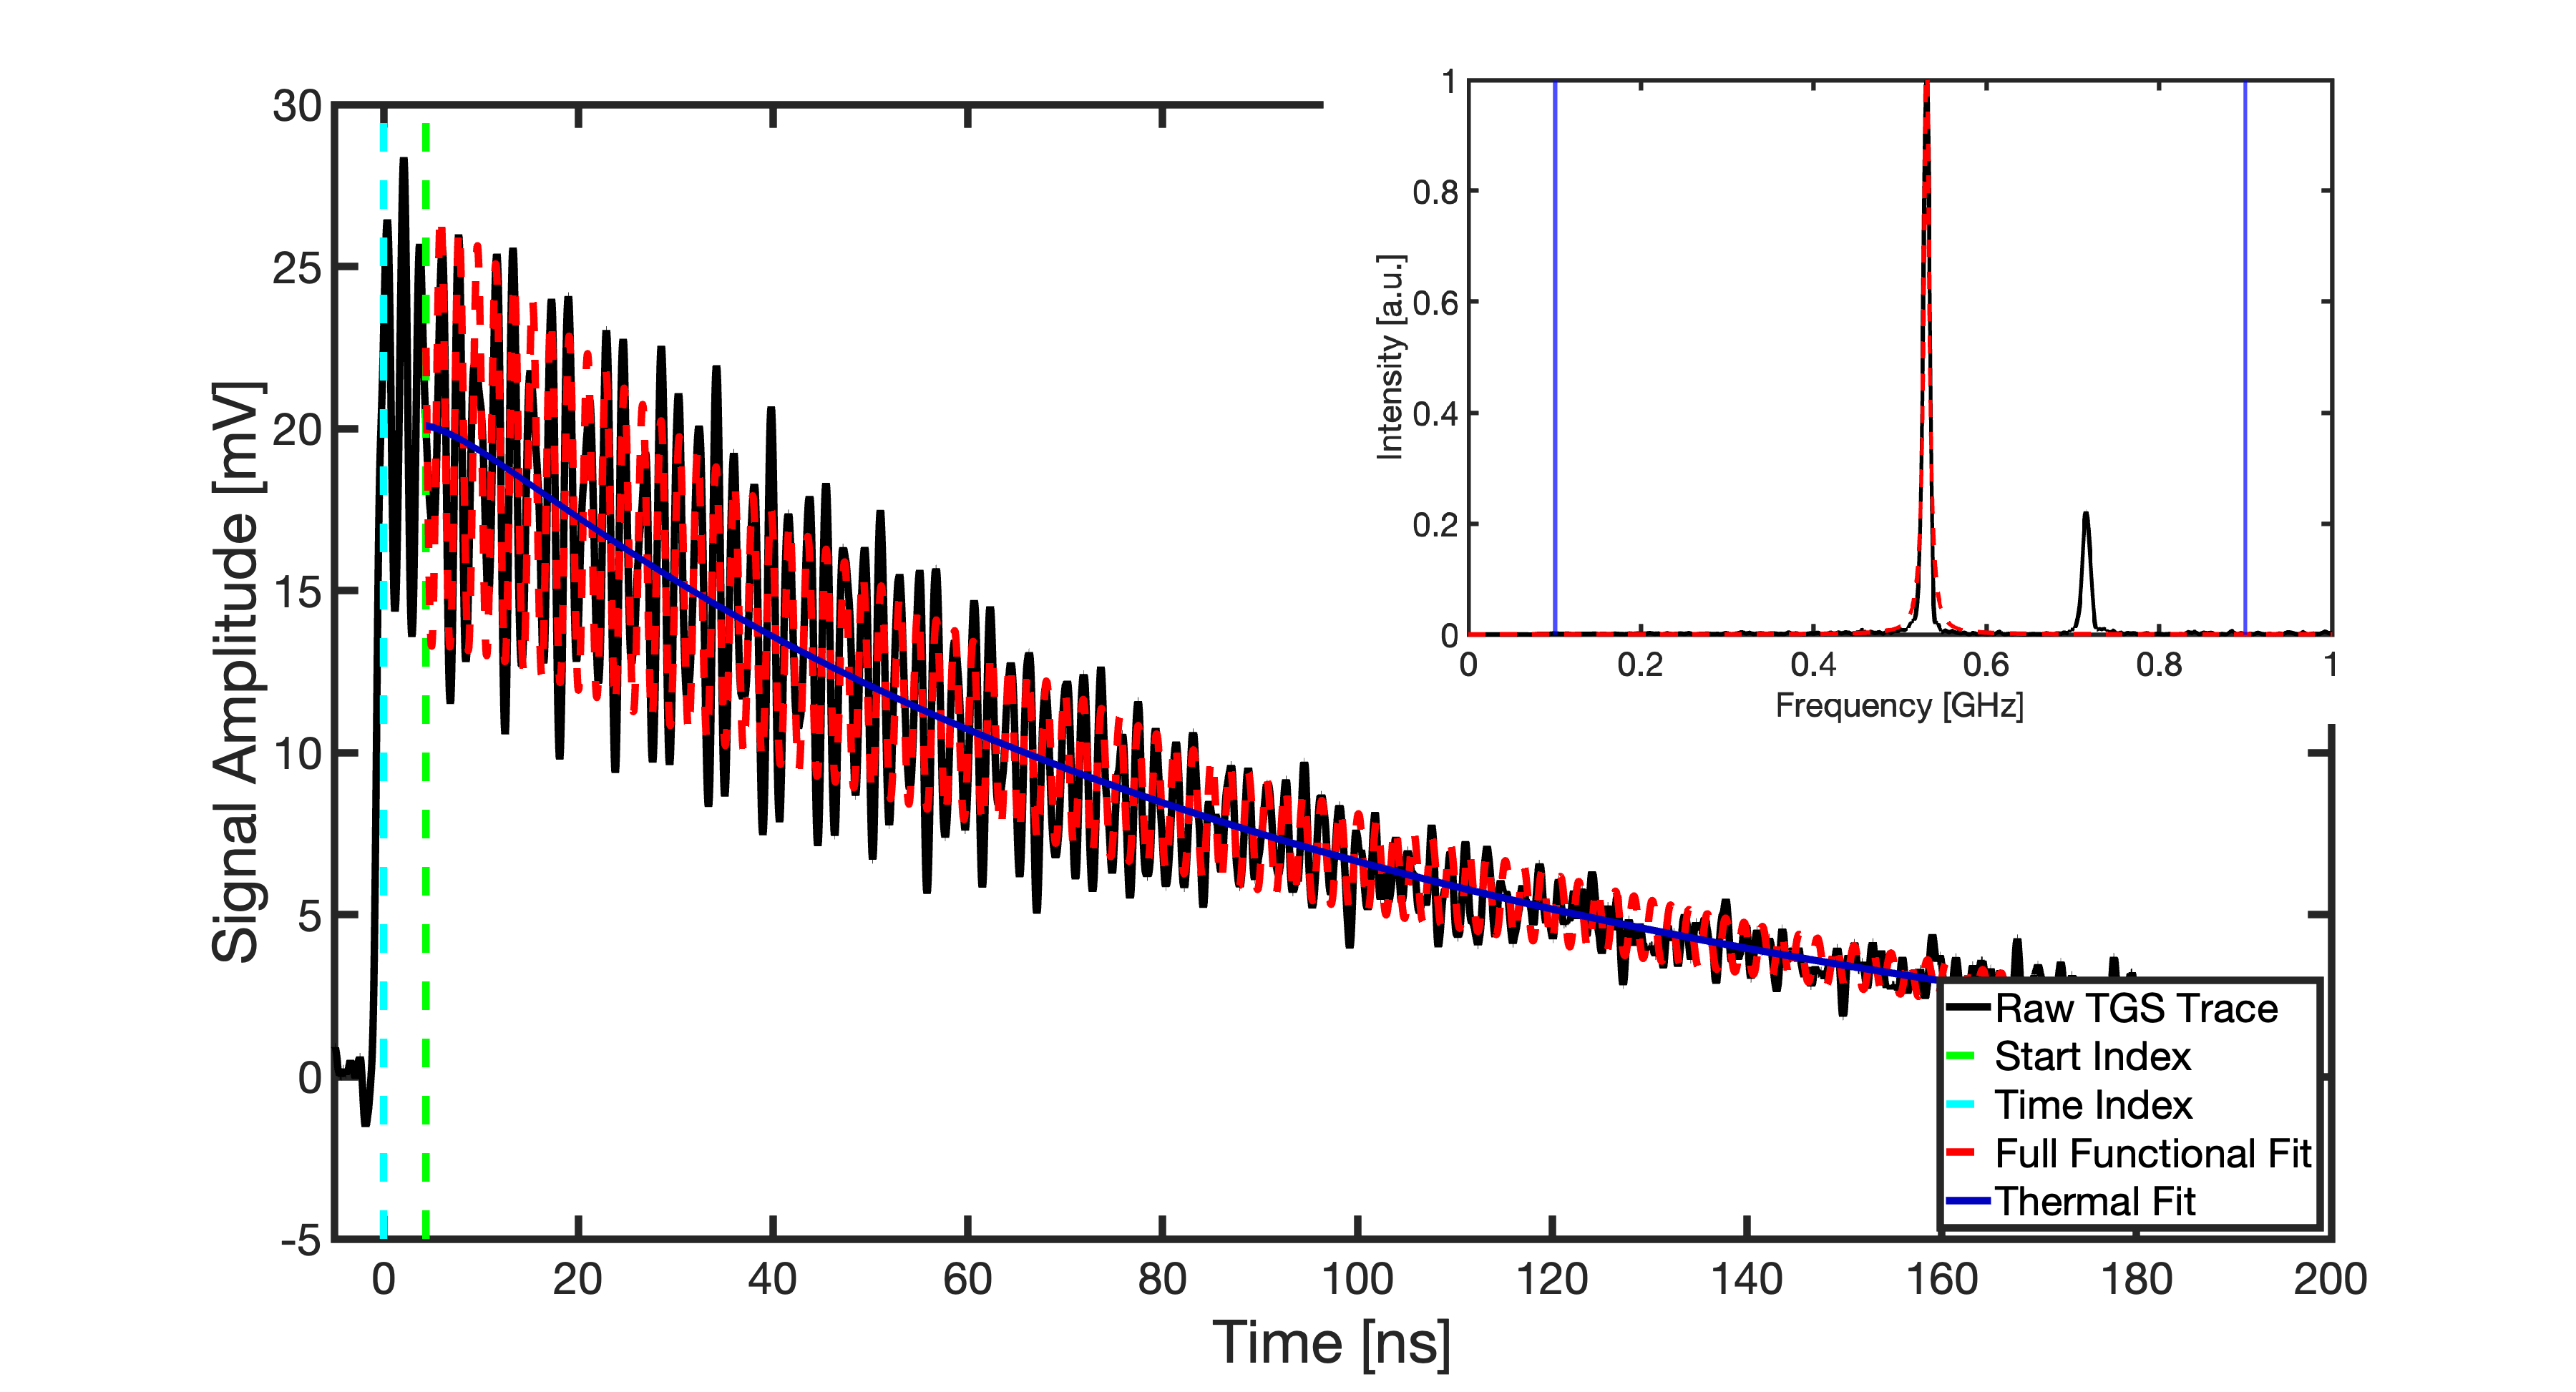 30
25
20
15
10
5
0
-5
Signal Amplitude [mV]
0 20 40 60 80 100 120 140 160 180 200
Time [ns]
1
0.8
0.6
0.4
0.2
0
Intensity [a.u.]
0 0.2 0.4 0.6 0.8 1
Frequency [GHz]
Raw TGS Trace
Start Index
Time Index
Full Functional Fit
Thermal Fit